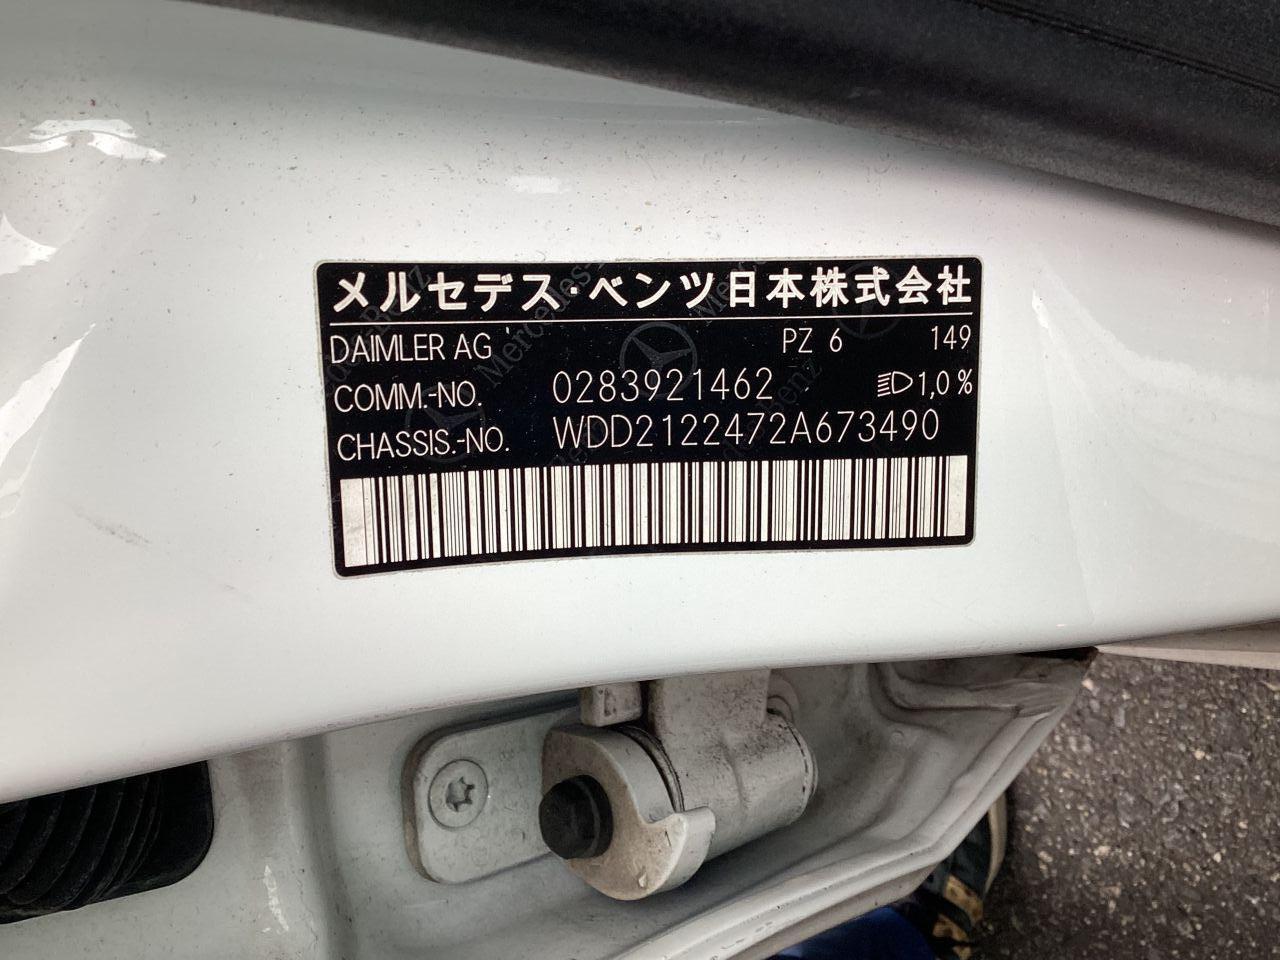 メルセデス・ベンツ日本株式会社
DAIMLER AG PZ 6 149
COMM.-NO. 0283921462 1,0 %
CHASSIS.-NO. WDD2122472A673490